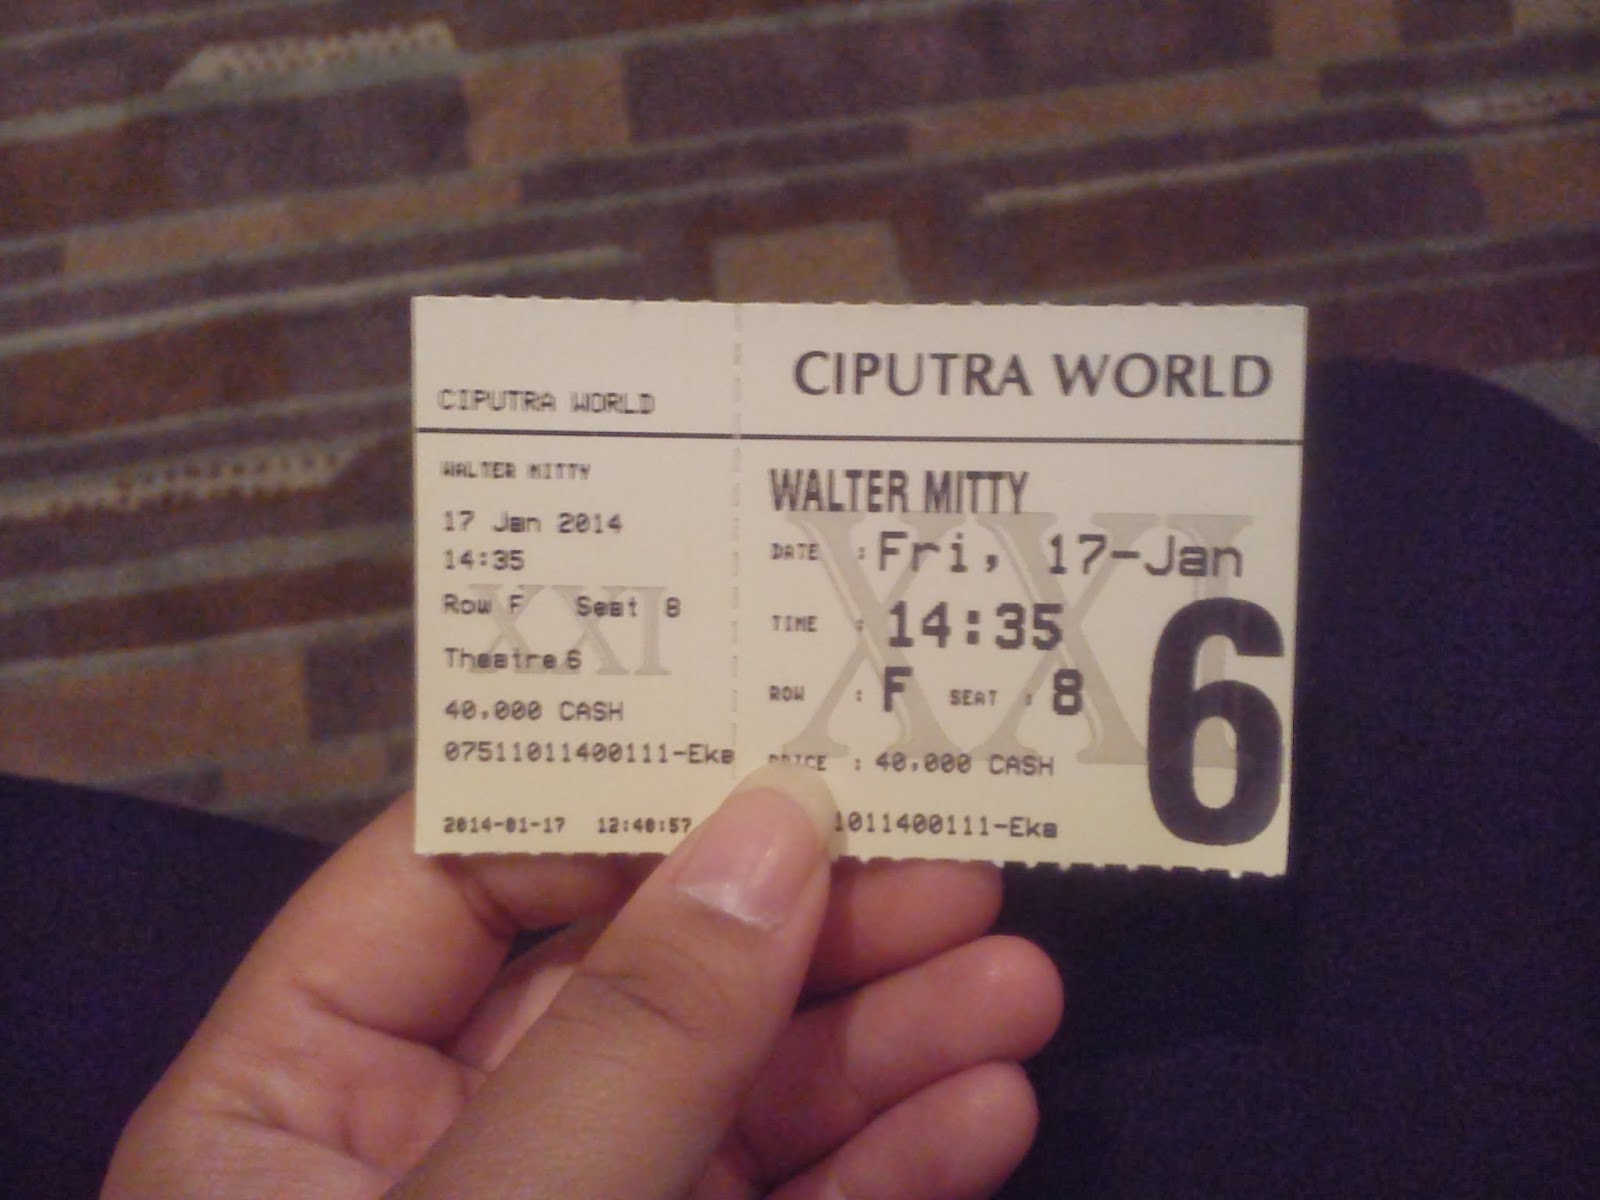 CIPUTRA WORLD
WALTER MITTY
17 Jan 2014
14:35
Row F Seat 8
XXI
Theatre 6
40,000 CASH
07511011400111-Eka
2014-01-17 12:40:57
CIPUTRA WORLD
WALTER MITTY
XXI
DATE : Fri, 17-Jan
TIME : 14:35
ROW : F SEAT : 8
6
PRICE : 40,000 CASH
1011400111-Eka